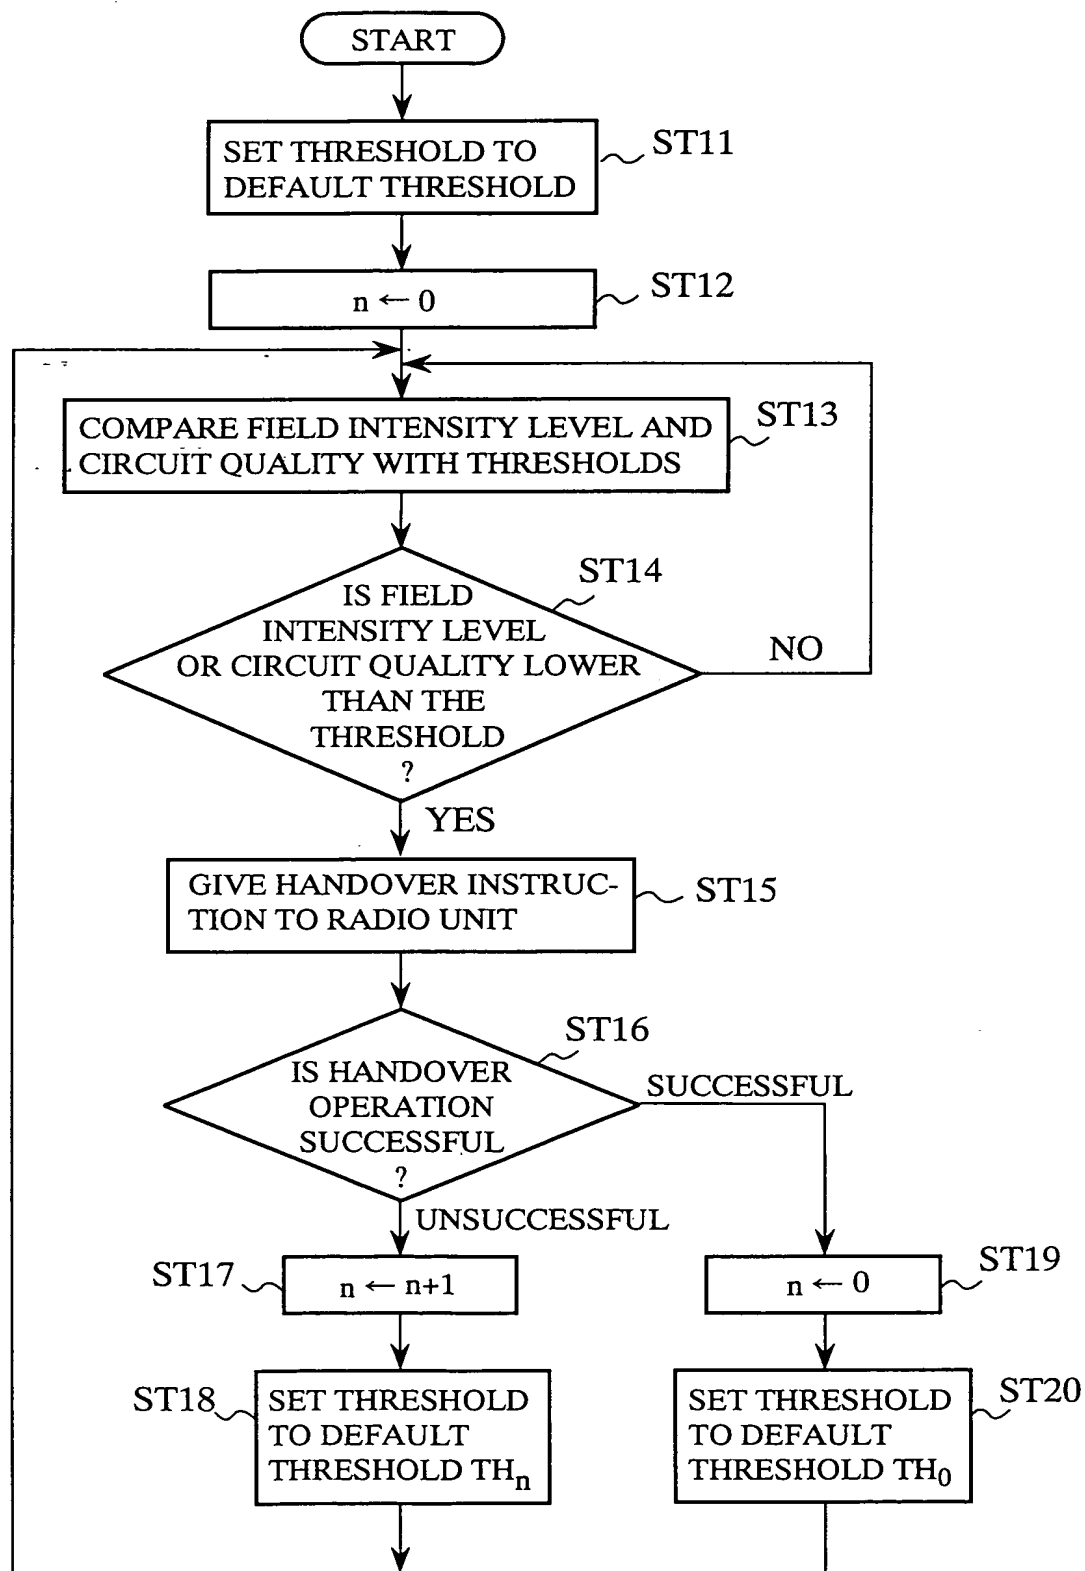 START
SET THRESHOLD TO
DEFAULT THRESHOLD
ST11
n ← 0
ST12
COMPARE FIELD INTENSITY LEVEL AND
CIRCUIT QUALITY WITH THRESHOLDS
ST13
ST14
IS FIELD
INTENSITY LEVEL
OR CIRCUIT QUALITY LOWER
THAN THE
THRESHOLD
?
NO
YES
GIVE HANDOVER INSTRUC-
TION TO RADIO UNIT
ST15
ST16
IS HANDOVER
OPERATION
SUCCESSFUL
?
SUCCESSFUL
UNSUCCESSFUL
ST17
n ← n+1
n ← 0
ST19
ST18
SET THRESHOLD
TO DEFAULT
THRESHOLD THn
SET THRESHOLD
TO DEFAULT
THRESHOLD TH0
ST20